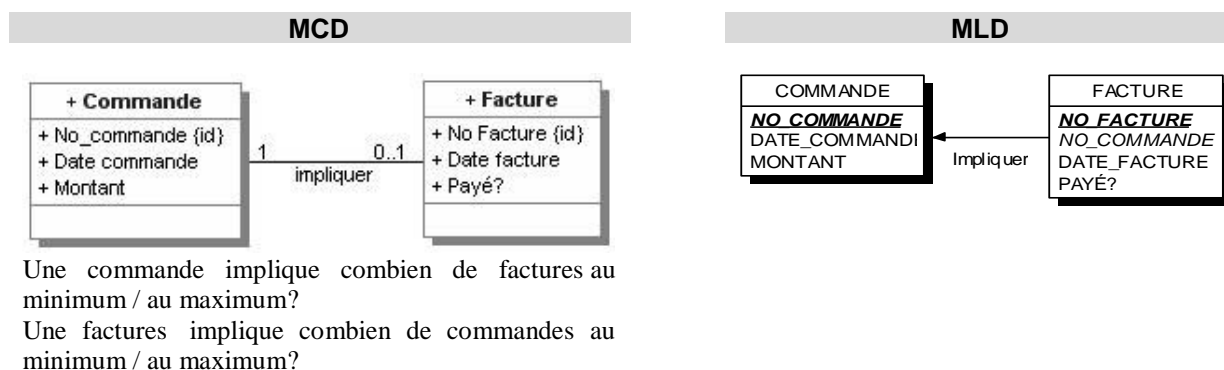 MCD
+ Commande
+ No_commande {id}
+ Date commande
+ Montant
1
0..1
impliquer
+ Facture
+ No Facture {id}
+ Date facture
+ Payé?
Une commande implique combien de factures au
minimum / au maximum?
Une factures implique combien de commandes au
minimum / au maximum?
MLD
COMMANDE
NO_COMMANDE
DATE_COMMANDI
MONTANT
Impliquer
FACTURE
NO_FACTURE
NO_COMMANDE
DATE_FACTURE
PAYÉ?